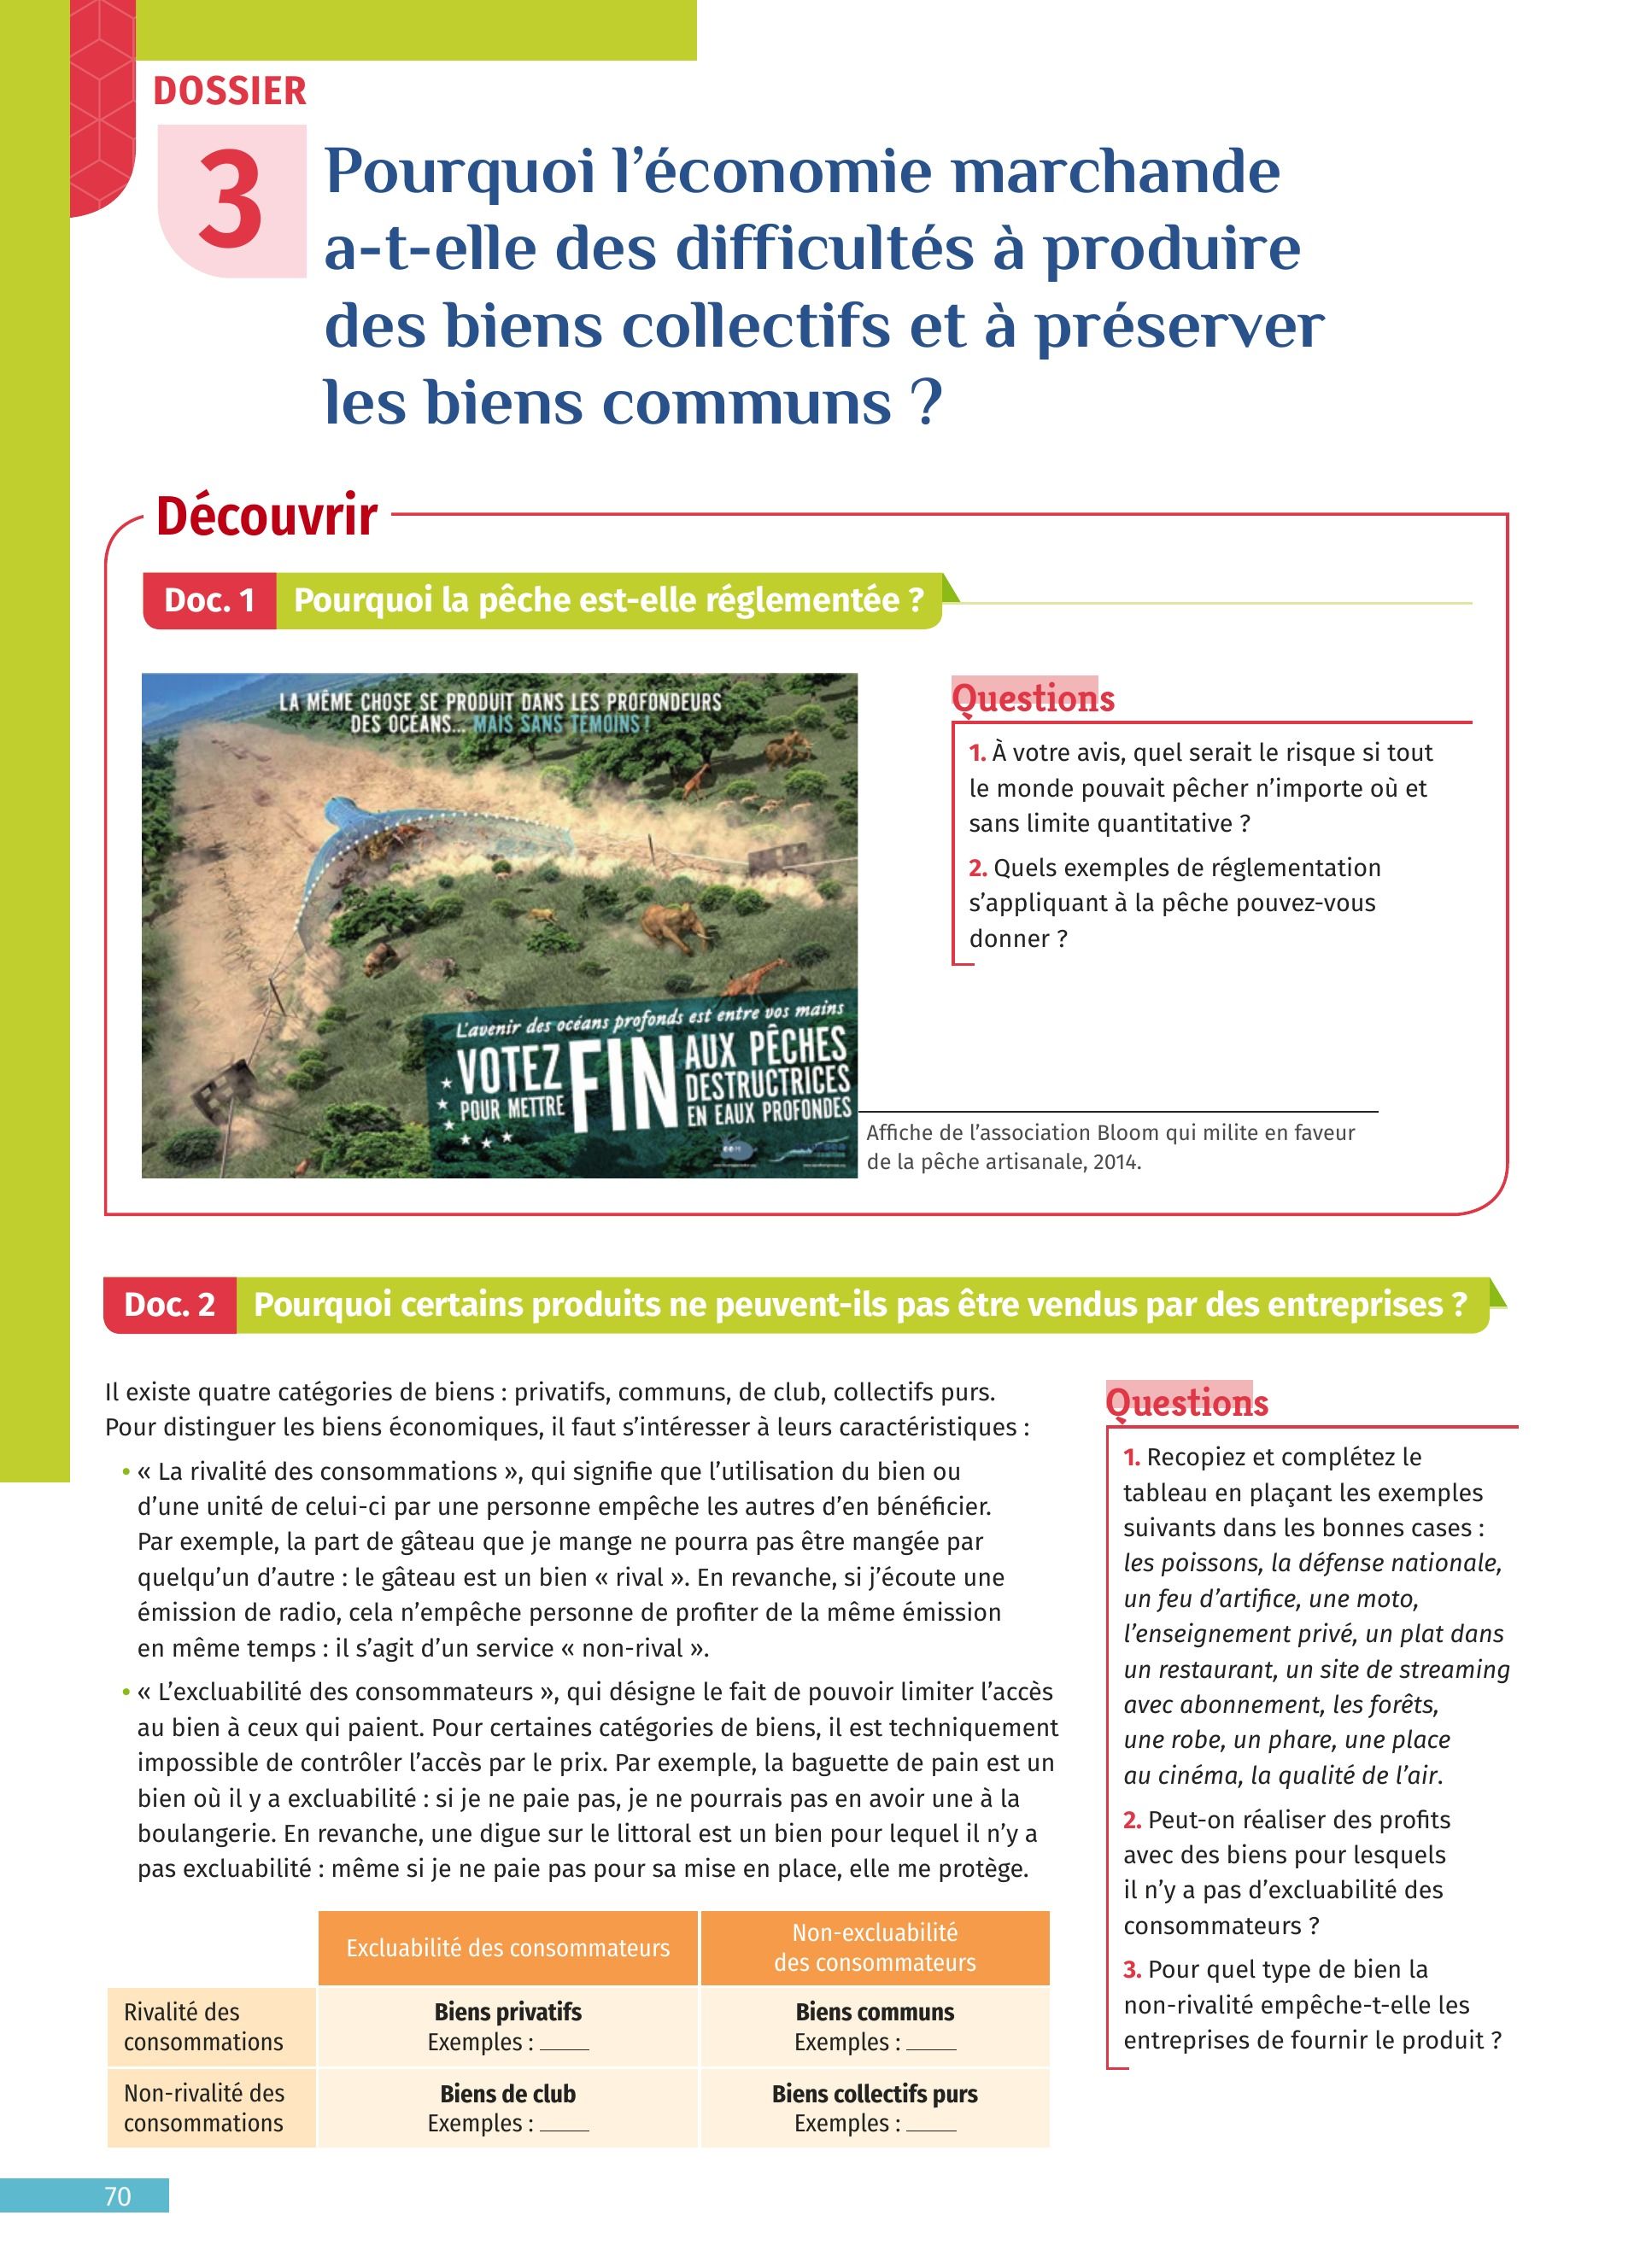 DOSSIER
3
Pourquoi l’économie marchande
a-t-elle des difficultés à produire
des biens collectifs et à préserver
les biens communs ?
Découvrir
Doc. 1 Pourquoi la pêche est-elle réglementée ?
LA MÊME CHOSE SE PRODUIT DANS LES PROFONDEURS
DES OCÉANS... MAIS SANS TÉMOINS !
L’avenir des océans profonds est entre vos mains
VOTEZ
POUR METTRE
FIN
AUX PÊCHES
DESTRUCTRICES
EN EAUX PROFONDES
Questions
1. À votre avis, quel serait le risque si tout
le monde pouvait pêcher n’importe où et
sans limite quantitative ?
2. Quels exemples de réglementation
s’appliquant à la pêche pouvez-vous
donner ?
Affiche de l’association Bloom qui milite en faveur
de la pêche artisanale, 2014.
Doc. 2 Pourquoi certains produits ne peuvent-ils pas être vendus par des entreprises ?
Il existe quatre catégories de biens : privatifs, communs, de club, collectifs purs.
Pour distinguer les biens économiques, il faut s’intéresser à leurs caractéristiques :
• « La rivalité des consommations », qui signifie que l’utilisation du bien ou
d’une unité de celui-ci par une personne empêche les autres d’en bénéficier.
Par exemple, la part de gâteau que je mange ne pourra pas être mangée par
quelqu’un d’autre : le gâteau est un bien « rival ». En revanche, si j’écoute une
émission de radio, cela n’empêche personne de profiter de la même émission
en même temps : il s’agit d’un service « non-rival ».
• « L’excluabilité des consommateurs », qui désigne le fait de pouvoir limiter l’accès
au bien à ceux qui paient. Pour certaines catégories de biens, il est techniquement
impossible de contrôler l’accès par le prix. Par exemple, la baguette de pain est un
bien où il y a excluabilité : si je ne paie pas, je ne pourrais pas en avoir une à la
boulangerie. En revanche, une digue sur le littoral est un bien pour lequel il n’y a
pas excluabilité : même si je ne paie pas pour sa mise en place, elle me protège.
Excluabilité des consommateurs
Non-excluabilité
des consommateurs
Rivalité des
consommations
Biens privatifs
Exemples : ____
Biens communs
Exemples : ____
Non-rivalité des
consommations
Biens de club
Exemples : ____
Biens collectifs purs
Exemples : ____
Questions
1. Recopiez et complétez le
tableau en plaçant les exemples
suivants dans les bonnes cases :
les poissons, la défense nationale,
un feu d’artifice, une moto,
l’enseignement privé, un plat dans
un restaurant, un site de streaming
avec abonnement, les forêts,
une robe, un phare, une place
au cinéma, la qualité de l’air.
2. Peut-on réaliser des profits
avec des biens pour lesquels
il n’y a pas d’excluabilité des
consommateurs ?
3. Pour quel type de bien la
non-rivalité empêche-t-elle les
entreprises de fournir le produit ?
70